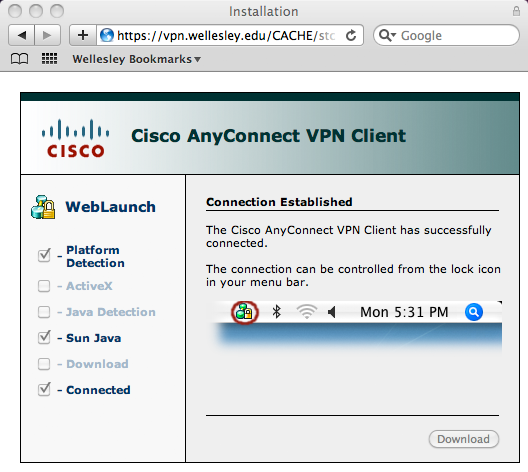 Installation
https://vpn.wellesley.edu/CACHE/stc
Google
Wellesley Bookmarks
CISCO
Cisco AnyConnect VPN Client
WebLaunch
- Platform
Detection
- ActiveX
- Java Detection
- Sun Java
- Download
- Connected
Connection Established
The Cisco AnyConnect VPN Client has successfully
connected.
The connection can be controlled from the lock icon
in your menu bar.
Mon 5:31 PM
Download